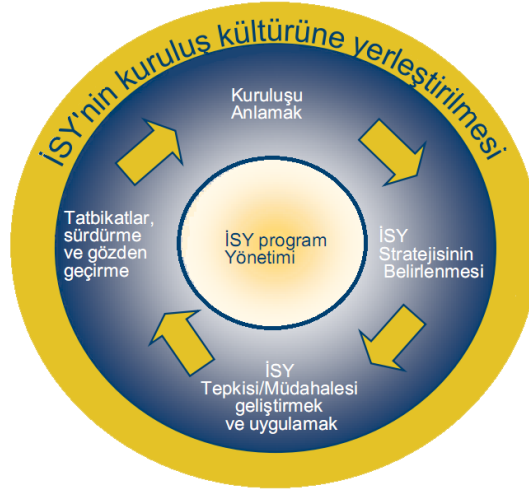 İSY'nin kuruluş kültürüne yerleştirilmesi
Kuruluşu
Anlamak
İSY
Stratejisinin
Belirlenmesi
İSY
Tepkisi/Müdahalesi
geliştirmek
ve uygulamak
Tatbikatlar,
sürdürme
ve gözden
geçirme
İSY program
Yönetimi